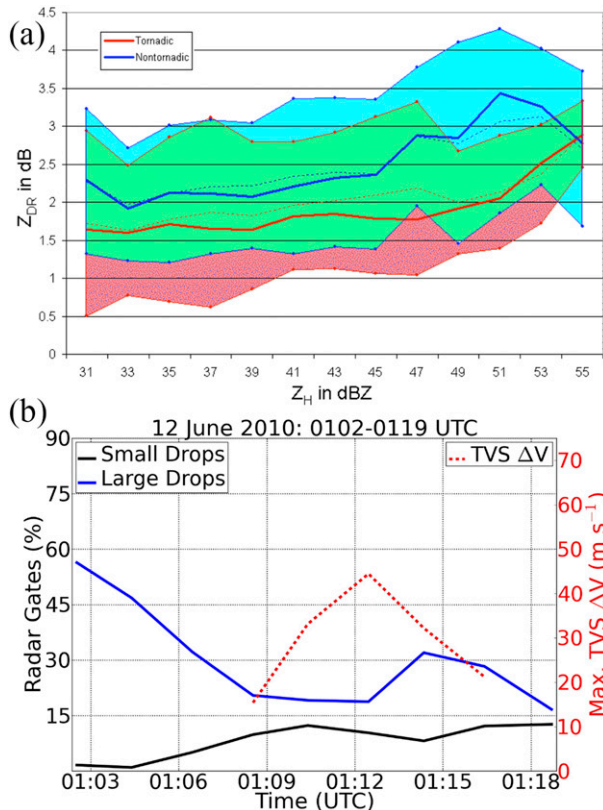 (a)
4.5
4
3.5
3
2.5
2
1.5
1
0.5
0
Z_DR in dB
Tornadic
Nontornadic
31 33 35 37 39 41 43 45 47 49 51 53 55
Z_H in dBZ
(b)
12 June 2010: 0102-0119 UTC
Small Drops
Large Drops
TVS ΔV
90
75
60
45
30
15
Radar Gates (%)
70
60
50
40
30
20
10
0
Max. TVS ΔV (m s⁻¹)
01:03 01:06 01:09 01:12 01:15 01:18
Time (UTC)